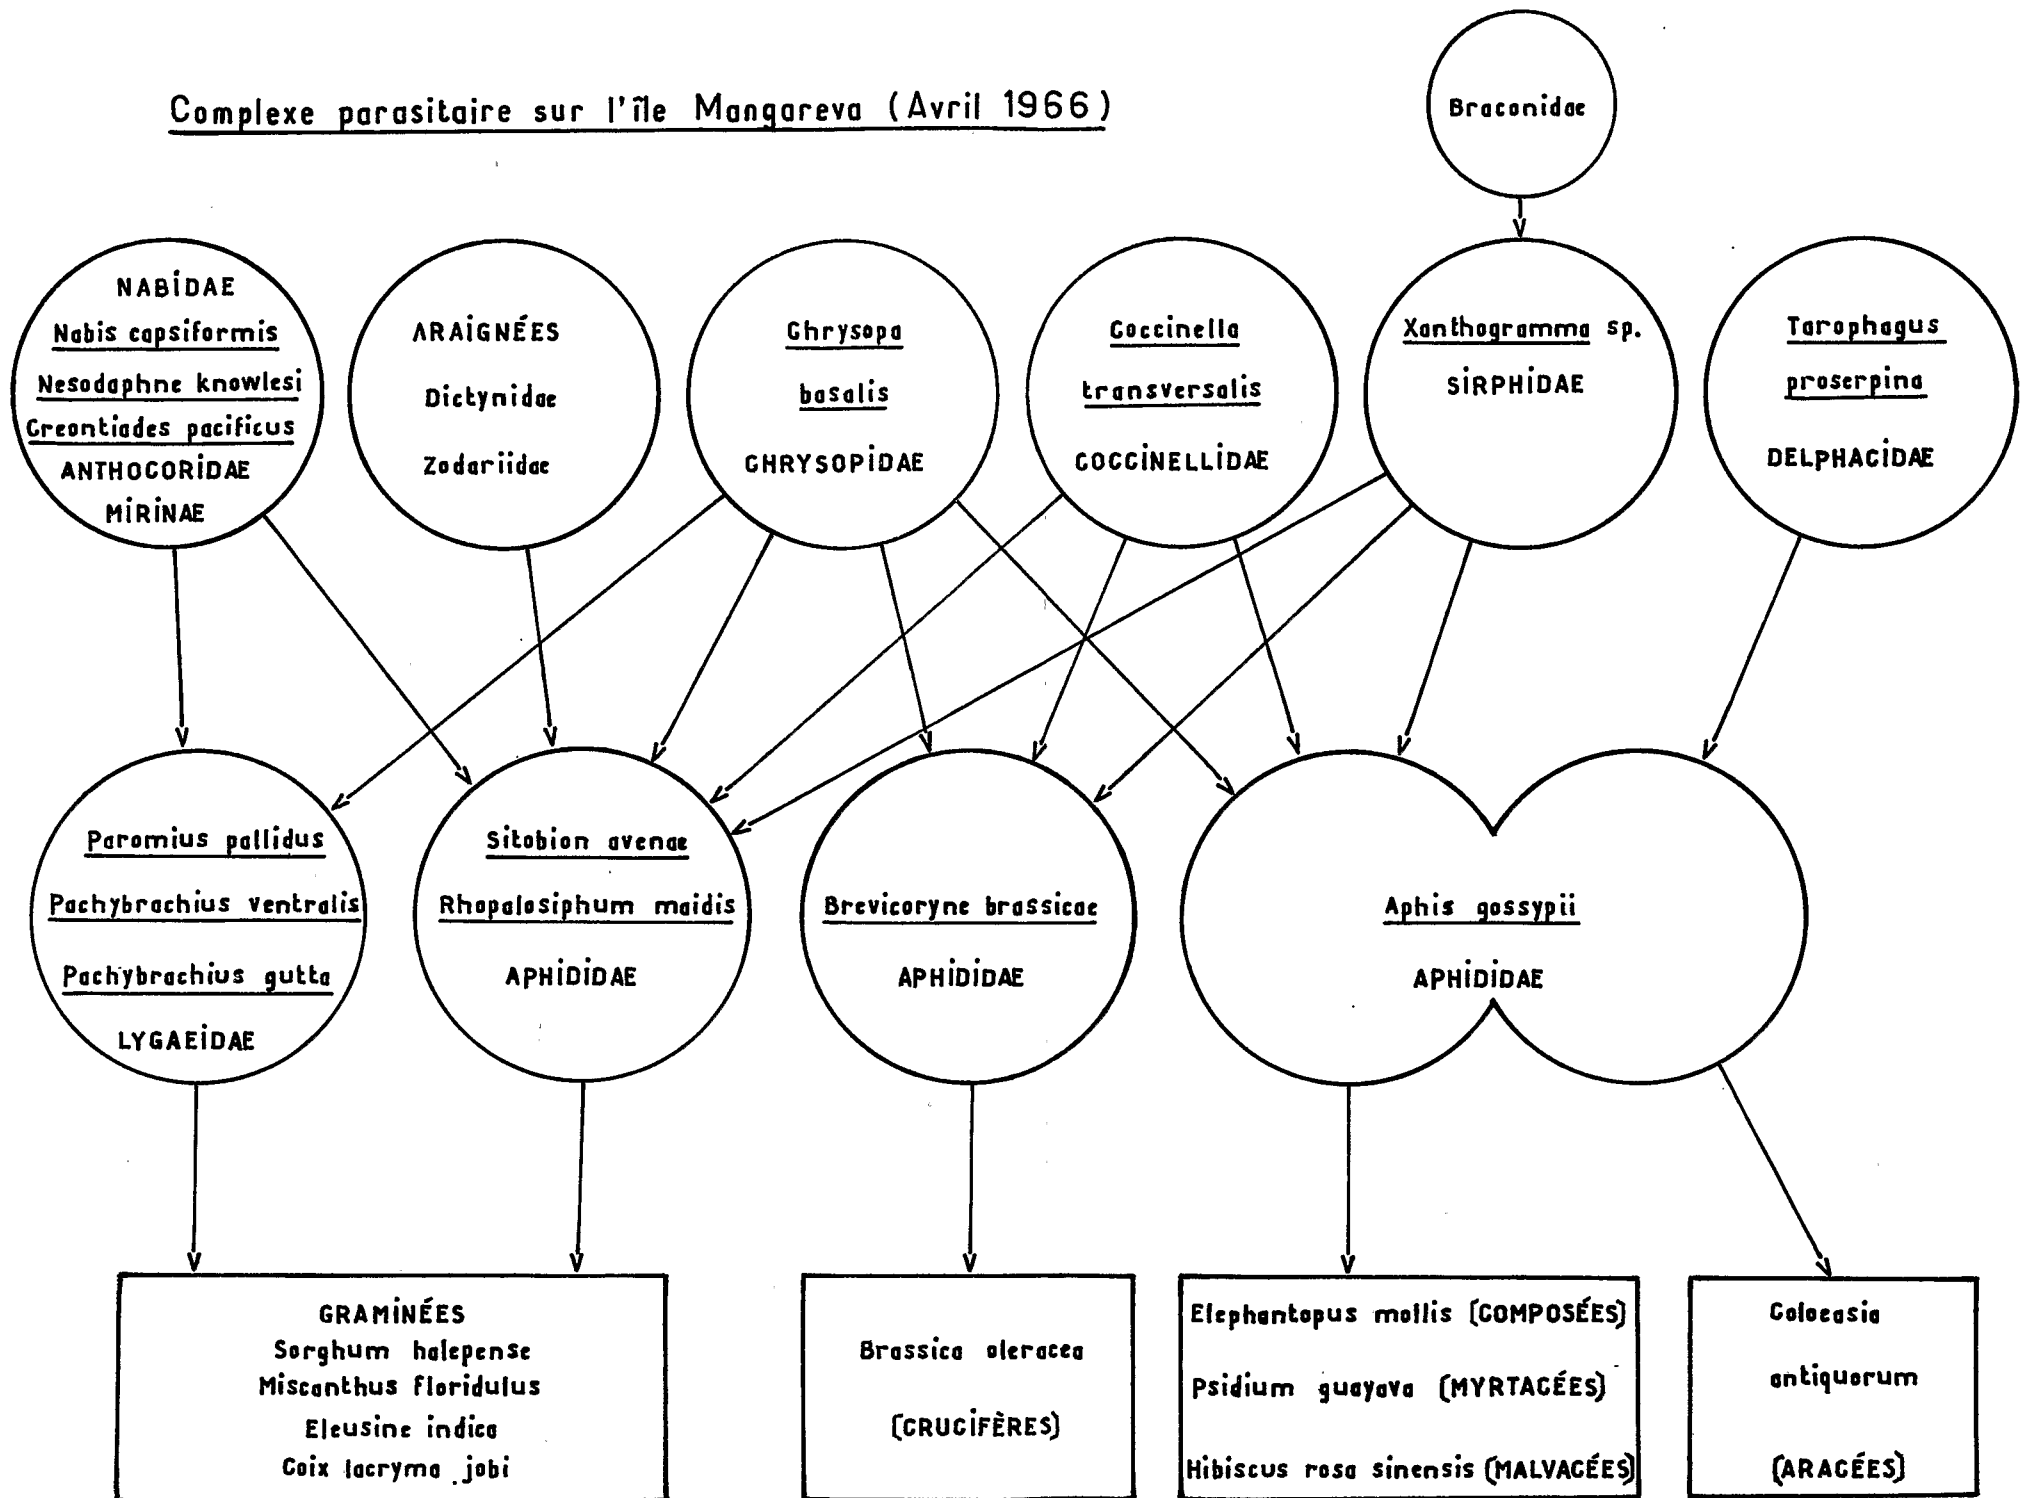 Complexe parasitaire sur l'île Mangareva (Avril 1966)
Braconidae
NABIDAE
Nabis capsiformis
Nesodaphne knowlesi
Creontiades pacificus
ANTHOCORIDAE
MIRINAE
ARAIGNÉES
Dictynidae
Zodariidae
Chrysopa
basalis
CHRYSOPIDAE
Coccinella
transversalis
COCCINELLIDAE
Xanthogramma sp.
SIRPHIDAE
Tarophagus
proserpina
DELPHACIDAE
Paromius pallidus
Pachybrachius ventralis
Pachybrachius gutta
LYGAEIDAE
Sitobion avenae
Rhopalosiphum maidis
APHIDIDAE
Brevicoryne brassicae
APHIDIDAE
Aphis gossypii
APHIDIDAE
GRAMINÉES
Sorghum halepense
Miscanthus floridulus
Eleusine indica
Coix lacryma jobi
Brassica oleracea
(CRUCIFÈRES)
Elephantopus mollis (COMPOSÉES)
Psidium guayava (MYRTACÉES)
Hibiscus rosa sinensis (MALVACÉES)
Colocasia
antiquorum
(ARACÉES)